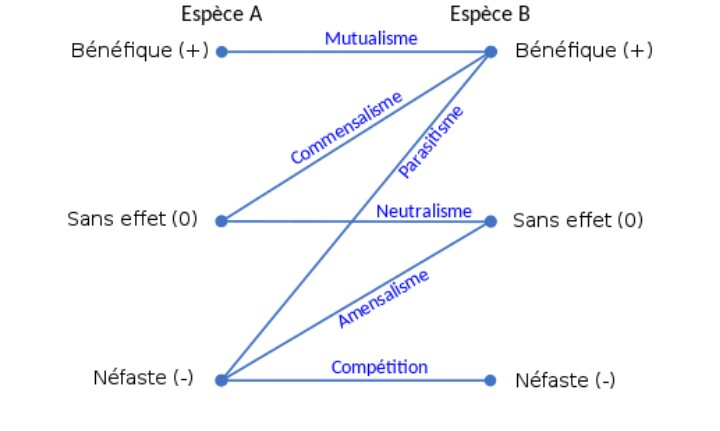 Espèce A
Espèce B
Bénéfique (+)
Mutualisme
Bénéfique (+)
Commensalisme
Parasitisme
Sans effet (0)
Neutralisme
Sans effet (0)
Amensalisme
Néfaste (-)
Compétition
Néfaste (-)